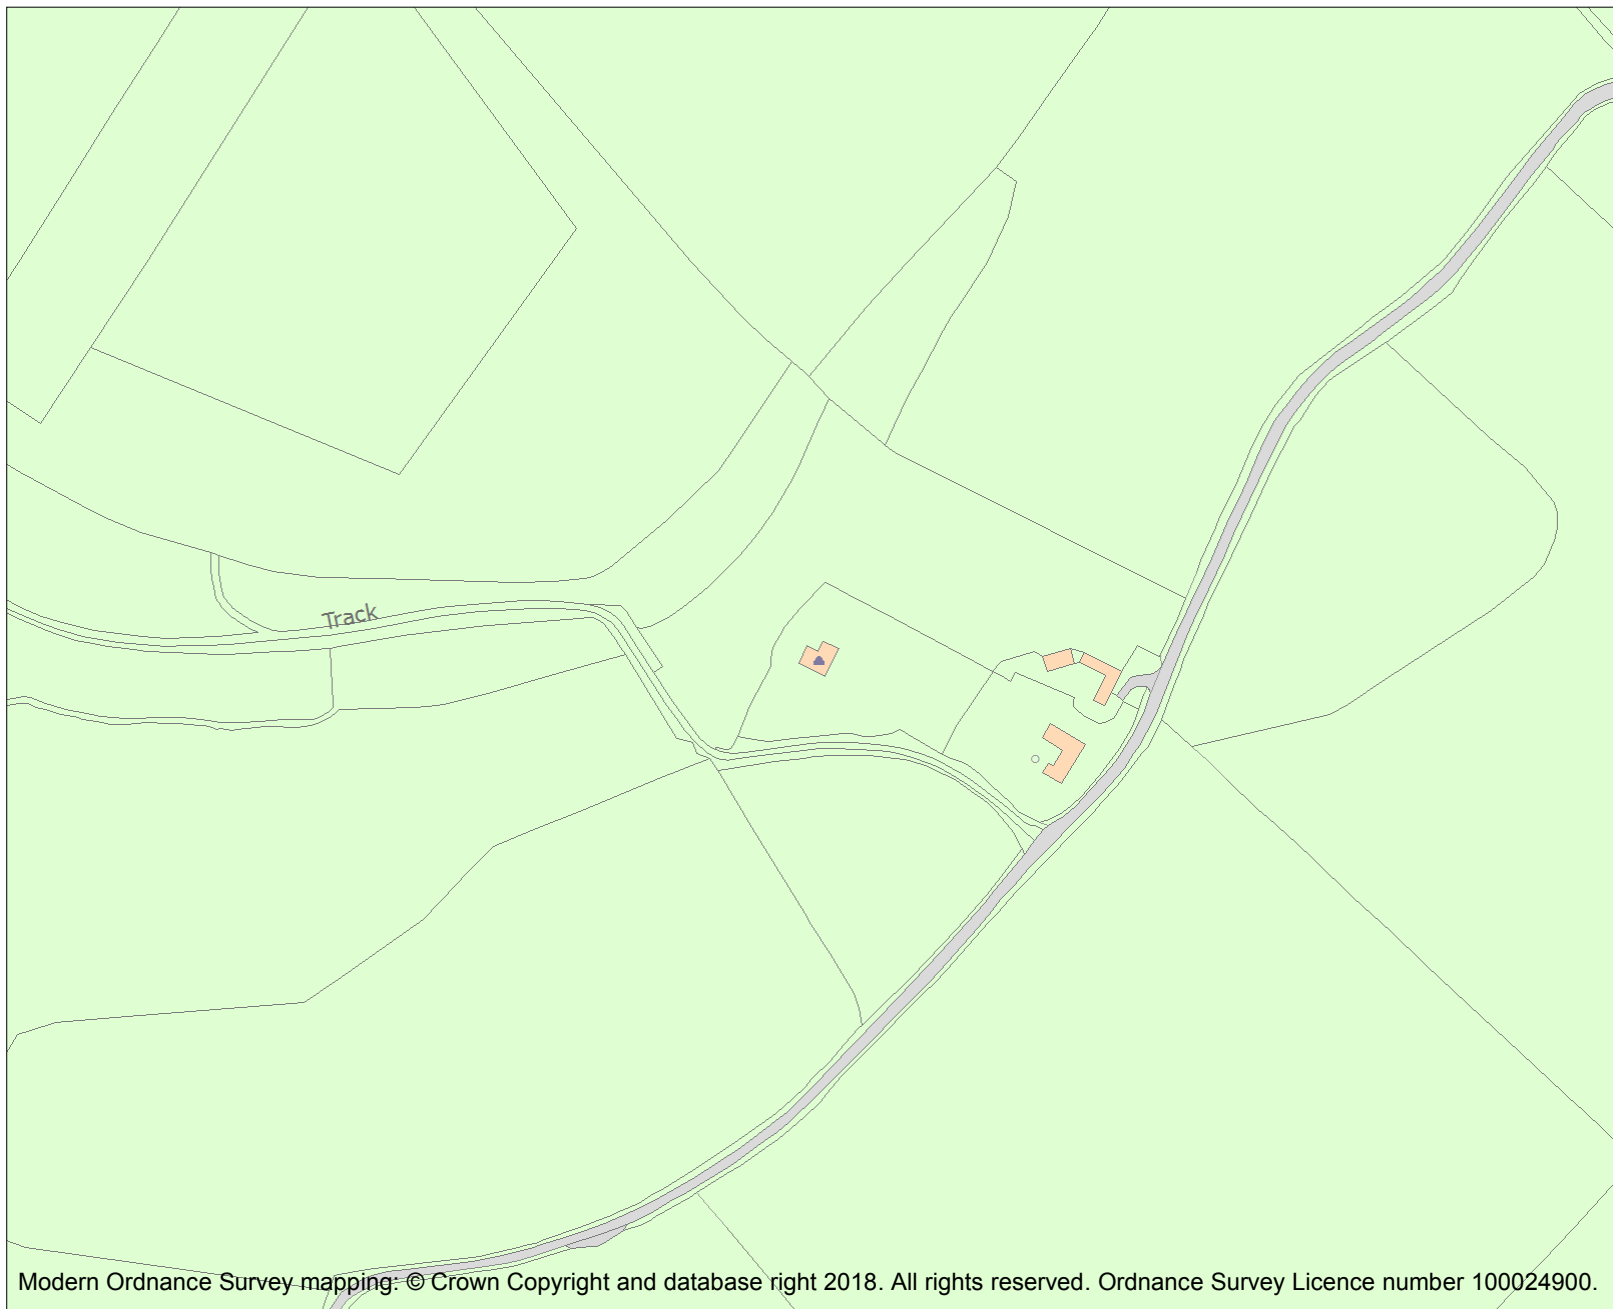 Track
Modern Ordnance Survey mapping: © Crown Copyright and database right 2018. All rights reserved. Ordnance Survey Licence number 100024900.